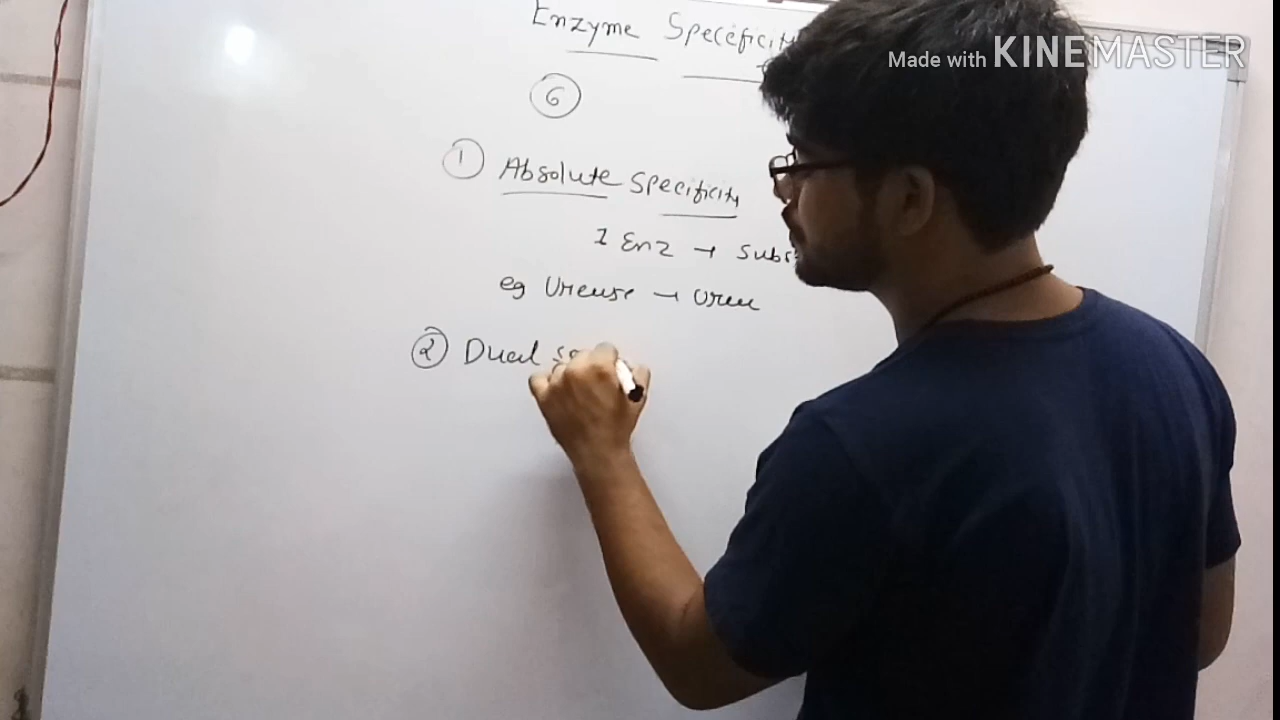 Enzyme Specificity
Made with KINEMASTER
6
1 Absolute Specificity
1 Enz → Subs
eg Urease → Urea
2 Dual